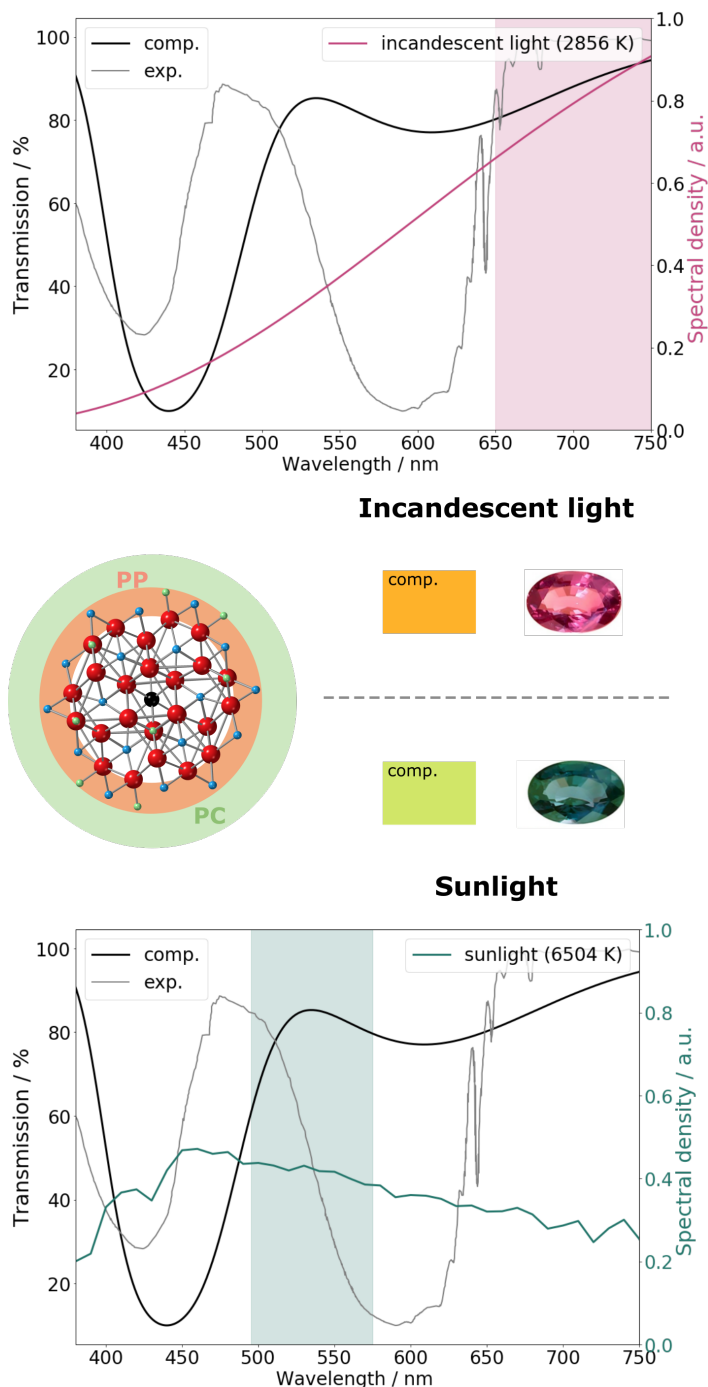 comp.
exp.
incandescent light (2856 K)
100
80
60
40
20
Transmission / %
1.0
0.8
0.6
0.4
0.2
0.0
Spectral density / a.u.
400 450 500 550 600 650 700 750
Wavelength / nm
Incandescent light
PP
comp.
comp.
PC
Sunlight
comp.
exp.
sunlight (6504 K)
100
80
60
40
20
Transmission / %
1.0
0.8
0.6
0.4
0.2
0.0
Spectral density / a.u.
400 450 500 550 600 650 700 750
Wavelength / nm